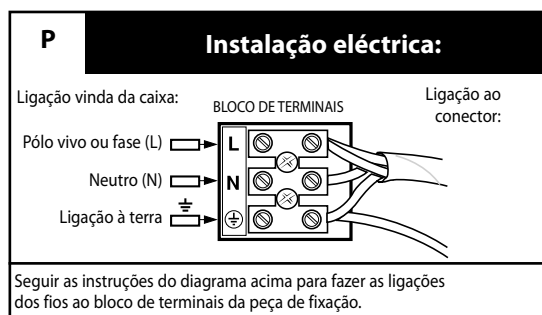 P
Instalação eléctrica:
Ligação vinda da caixa:
BLOCO DE TERMINAIS
Ligação ao
conector:
Pólo vivo ou fase (L)
L
Neutro (N)
N
Ligação à terra
Seguir as instruções do diagrama acima para fazer as ligações
dos fios ao bloco de terminais da peça de fixação.